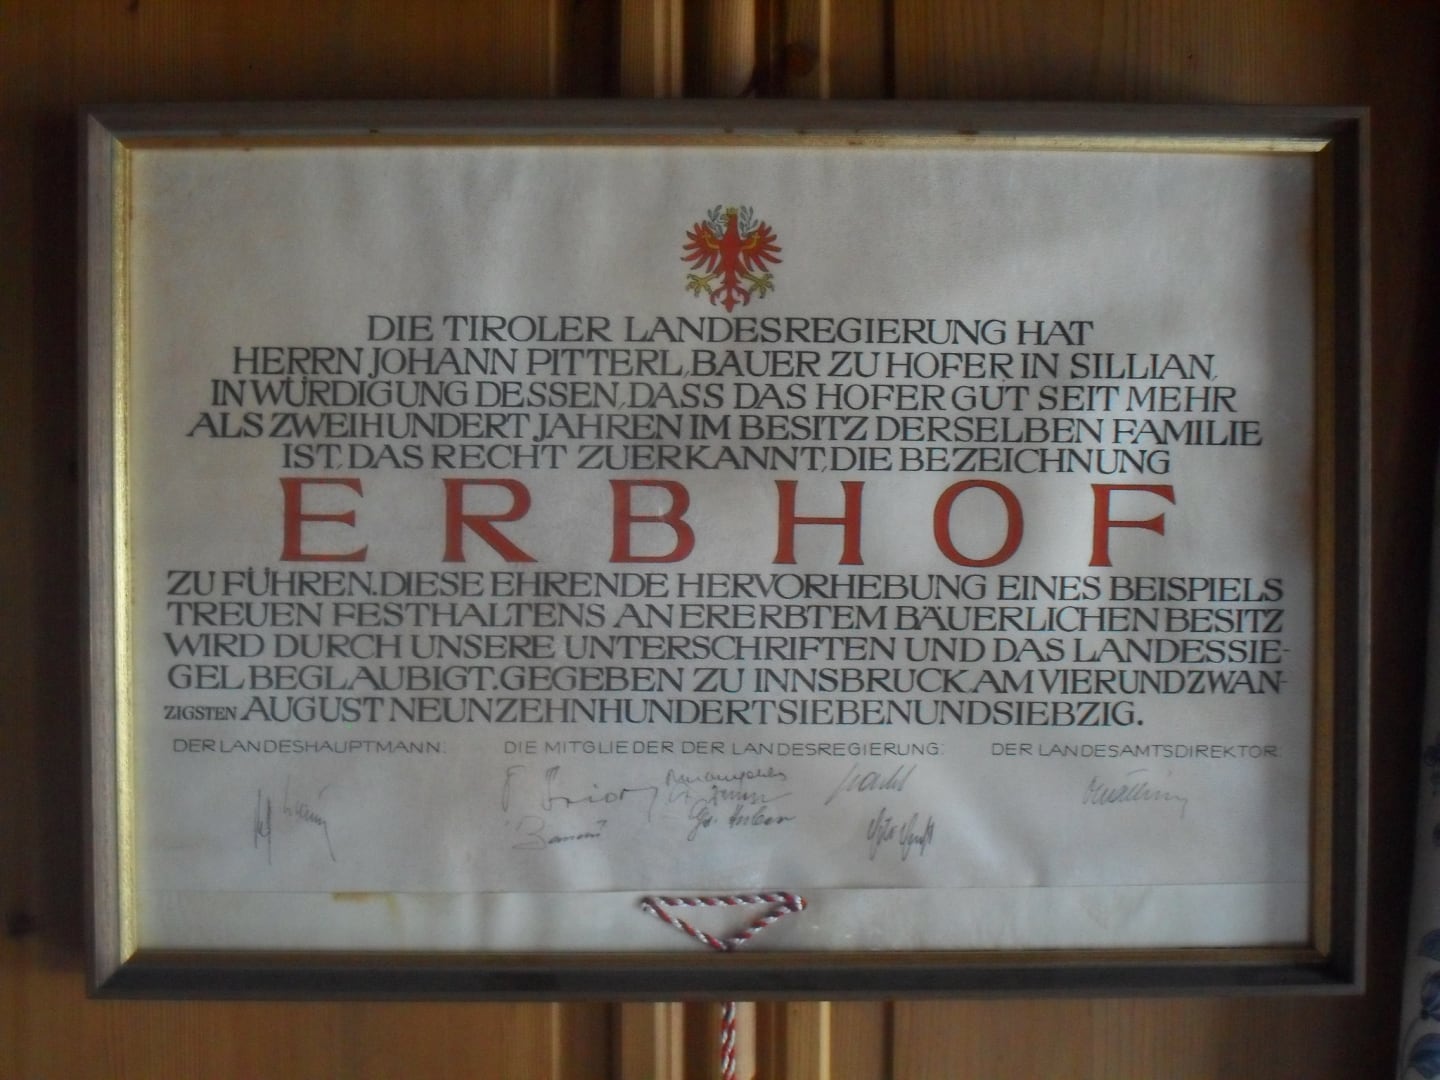 DIE TIROLER LANDESREGIERUNG HAT
HERRN JOHANN PITTERL, BAUER ZU HOFER IN SILLIAN,
IN WÜRDIGUNG DESSEN, DASS DAS HOFER GUT SEIT MEHR
ALS ZWEIHUNDERT JAHREN IM BESITZ DERSELBEN FAMILIE
IST, DAS RECHT ZUERKANNT, DIE BEZEICHNUNG
ERBHOF
ZU FÜHREN. DIESE EHRENDE HERVORHEBUNG EINES BEISPIELS
TREUEN FESTHALTENS AN ERERBTEM BÄUERLICHEN BESITZ
WIRD DURCH UNSERE UNTERSCHRIFTEN UND DAS LANDESSIE-
GEL BEGLAUBIGT. GEGEBEN ZU INNSBRUCK, AM VIERUNDZWAN-
ZIGSTEN AUGUST NEUNZEHNHUNDERTSIEBENUNDSIEBZIG.
DER LANDESHAUPTMANN: DIE MITGLIEDER DER LANDESREGIERUNG: DER LANDESAMTSDIREKTOR: